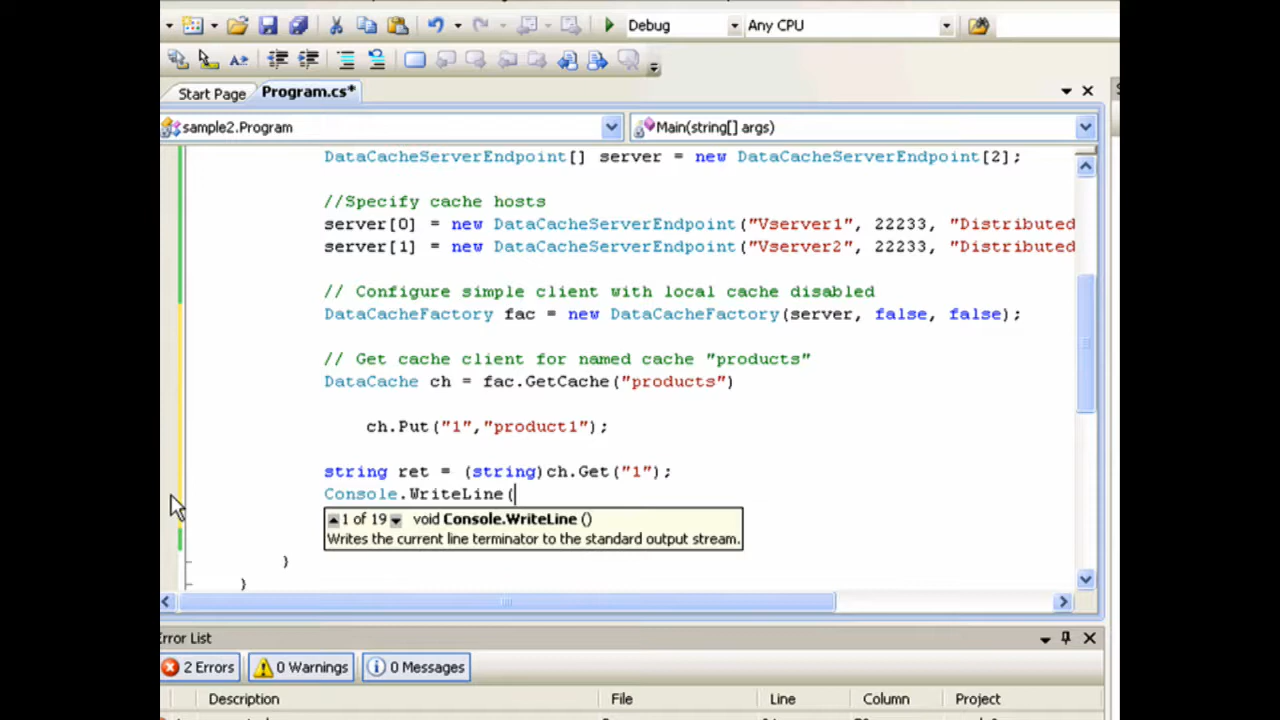 Debug
Any CPU
Start Page
Program.cs*
sample2.Program
Main(string[] args)
DataCacheServerEndpoint[] server = new DataCacheServerEndpoint[2];
//Specify cache hosts
server[0] = new DataCacheServerEndpoint("Vserver1", 22233, "Distributed
server[1] = new DataCacheServerEndpoint("Vserver2", 22233, "Distributed
// Configure simple client with local cache disabled
DataCacheFactory fac = new DataCacheFactory(server, false, false);
// Get cache client for named cache "products"
DataCache ch = fac.GetCache("products")
ch.Put("1","product1");
string ret = (string)ch.Get("1");
Console.WriteLine(
1 of 19 void Console.WriteLine ()
Writes the current line terminator to the standard output stream.
}
}
Error List
2 Errors
0 Warnings
0 Messages
Description
File
Line
Column
Project